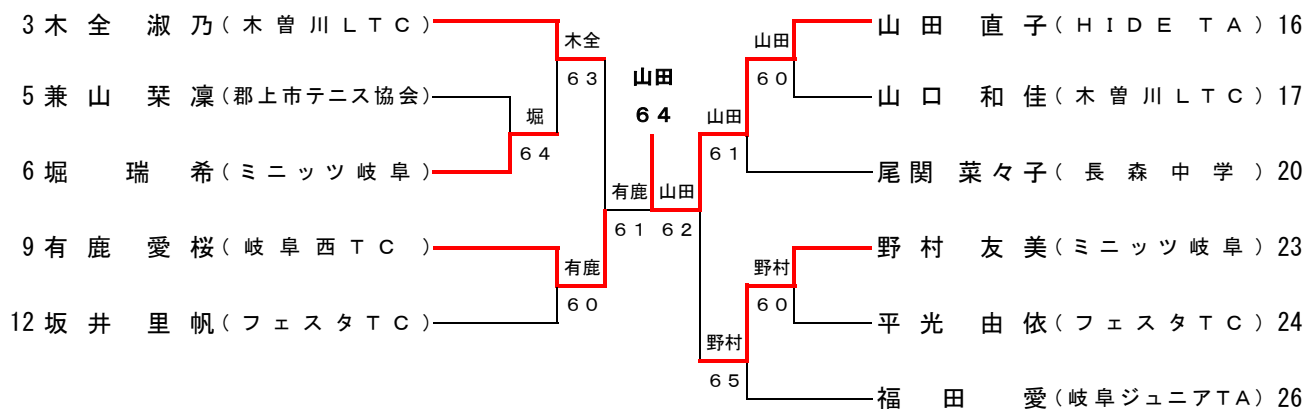 3 木全 淑乃(木曽川LTC)
5 兼山 栞凜(郡上市テニス協会)
6 堀 瑞希(ミニッツ岐阜)
9 有鹿 愛桜(岐阜西TC)
12 坂井 里帆(フェスタTC)
木全
63
堀
64
有鹿
60
有鹿
61
山田
64
山田
62
山田
61
山田
60
野村
60
野村
65
山田 直子(HIDE TA) 16
山口 和佳(木曽川LTC) 17
尾関 菜々子(長森中学) 20
野村 友美(ミニッツ岐阜) 23
平光 由依(フェスタTC) 24
福田 愛(岐阜ジュニアTA) 26